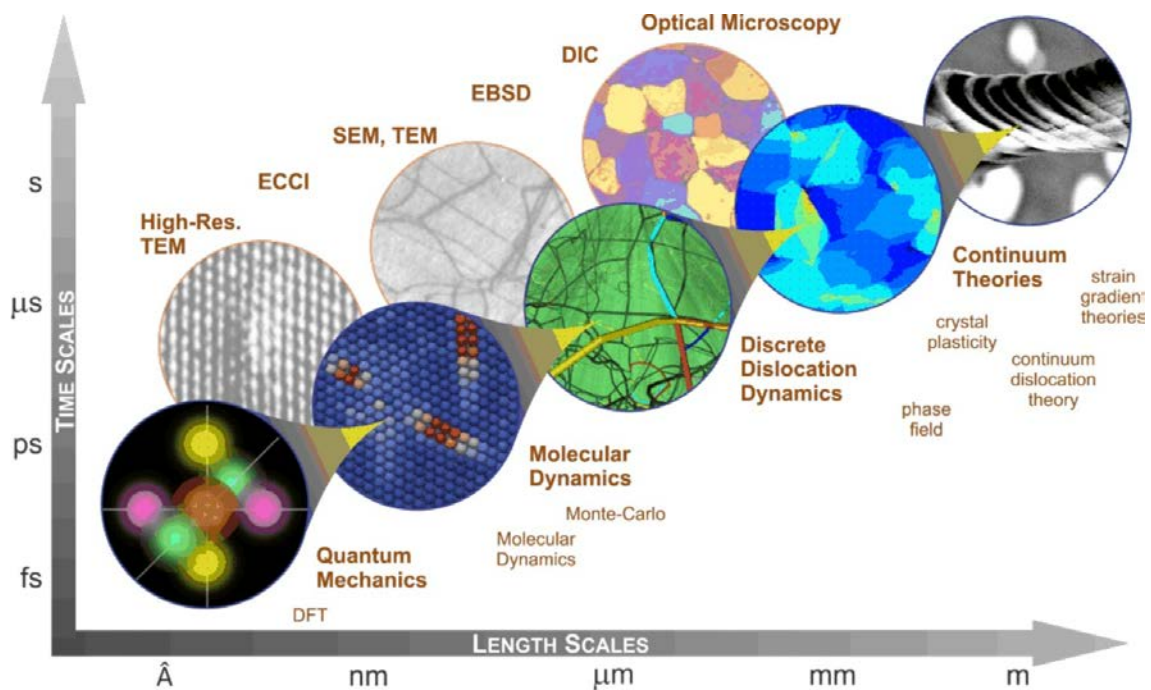 Optical Microscopy
DIC
EBSD
SEM, TEM
ECCI
High-Res.
TEM
TIME SCALES
s
μs
ps
fs
Continuum
Theories
strain
gradient
theories
crystal
plasticity
continuum
dislocation
theory
phase
field
Discrete
Dislocation
Dynamics
Molecular
Dynamics
Monte-Carlo
Molecular
Dynamics
Quantum
Mechanics
DFT
LENGTH SCALES
Â
nm
μm
mm
m